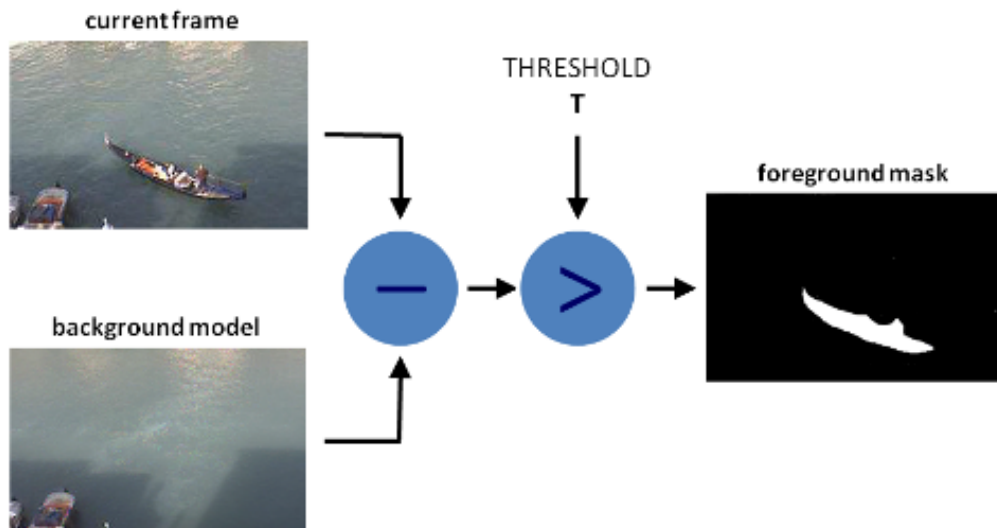 current frame
THRESHOLD
T
foreground mask
−
>
background model